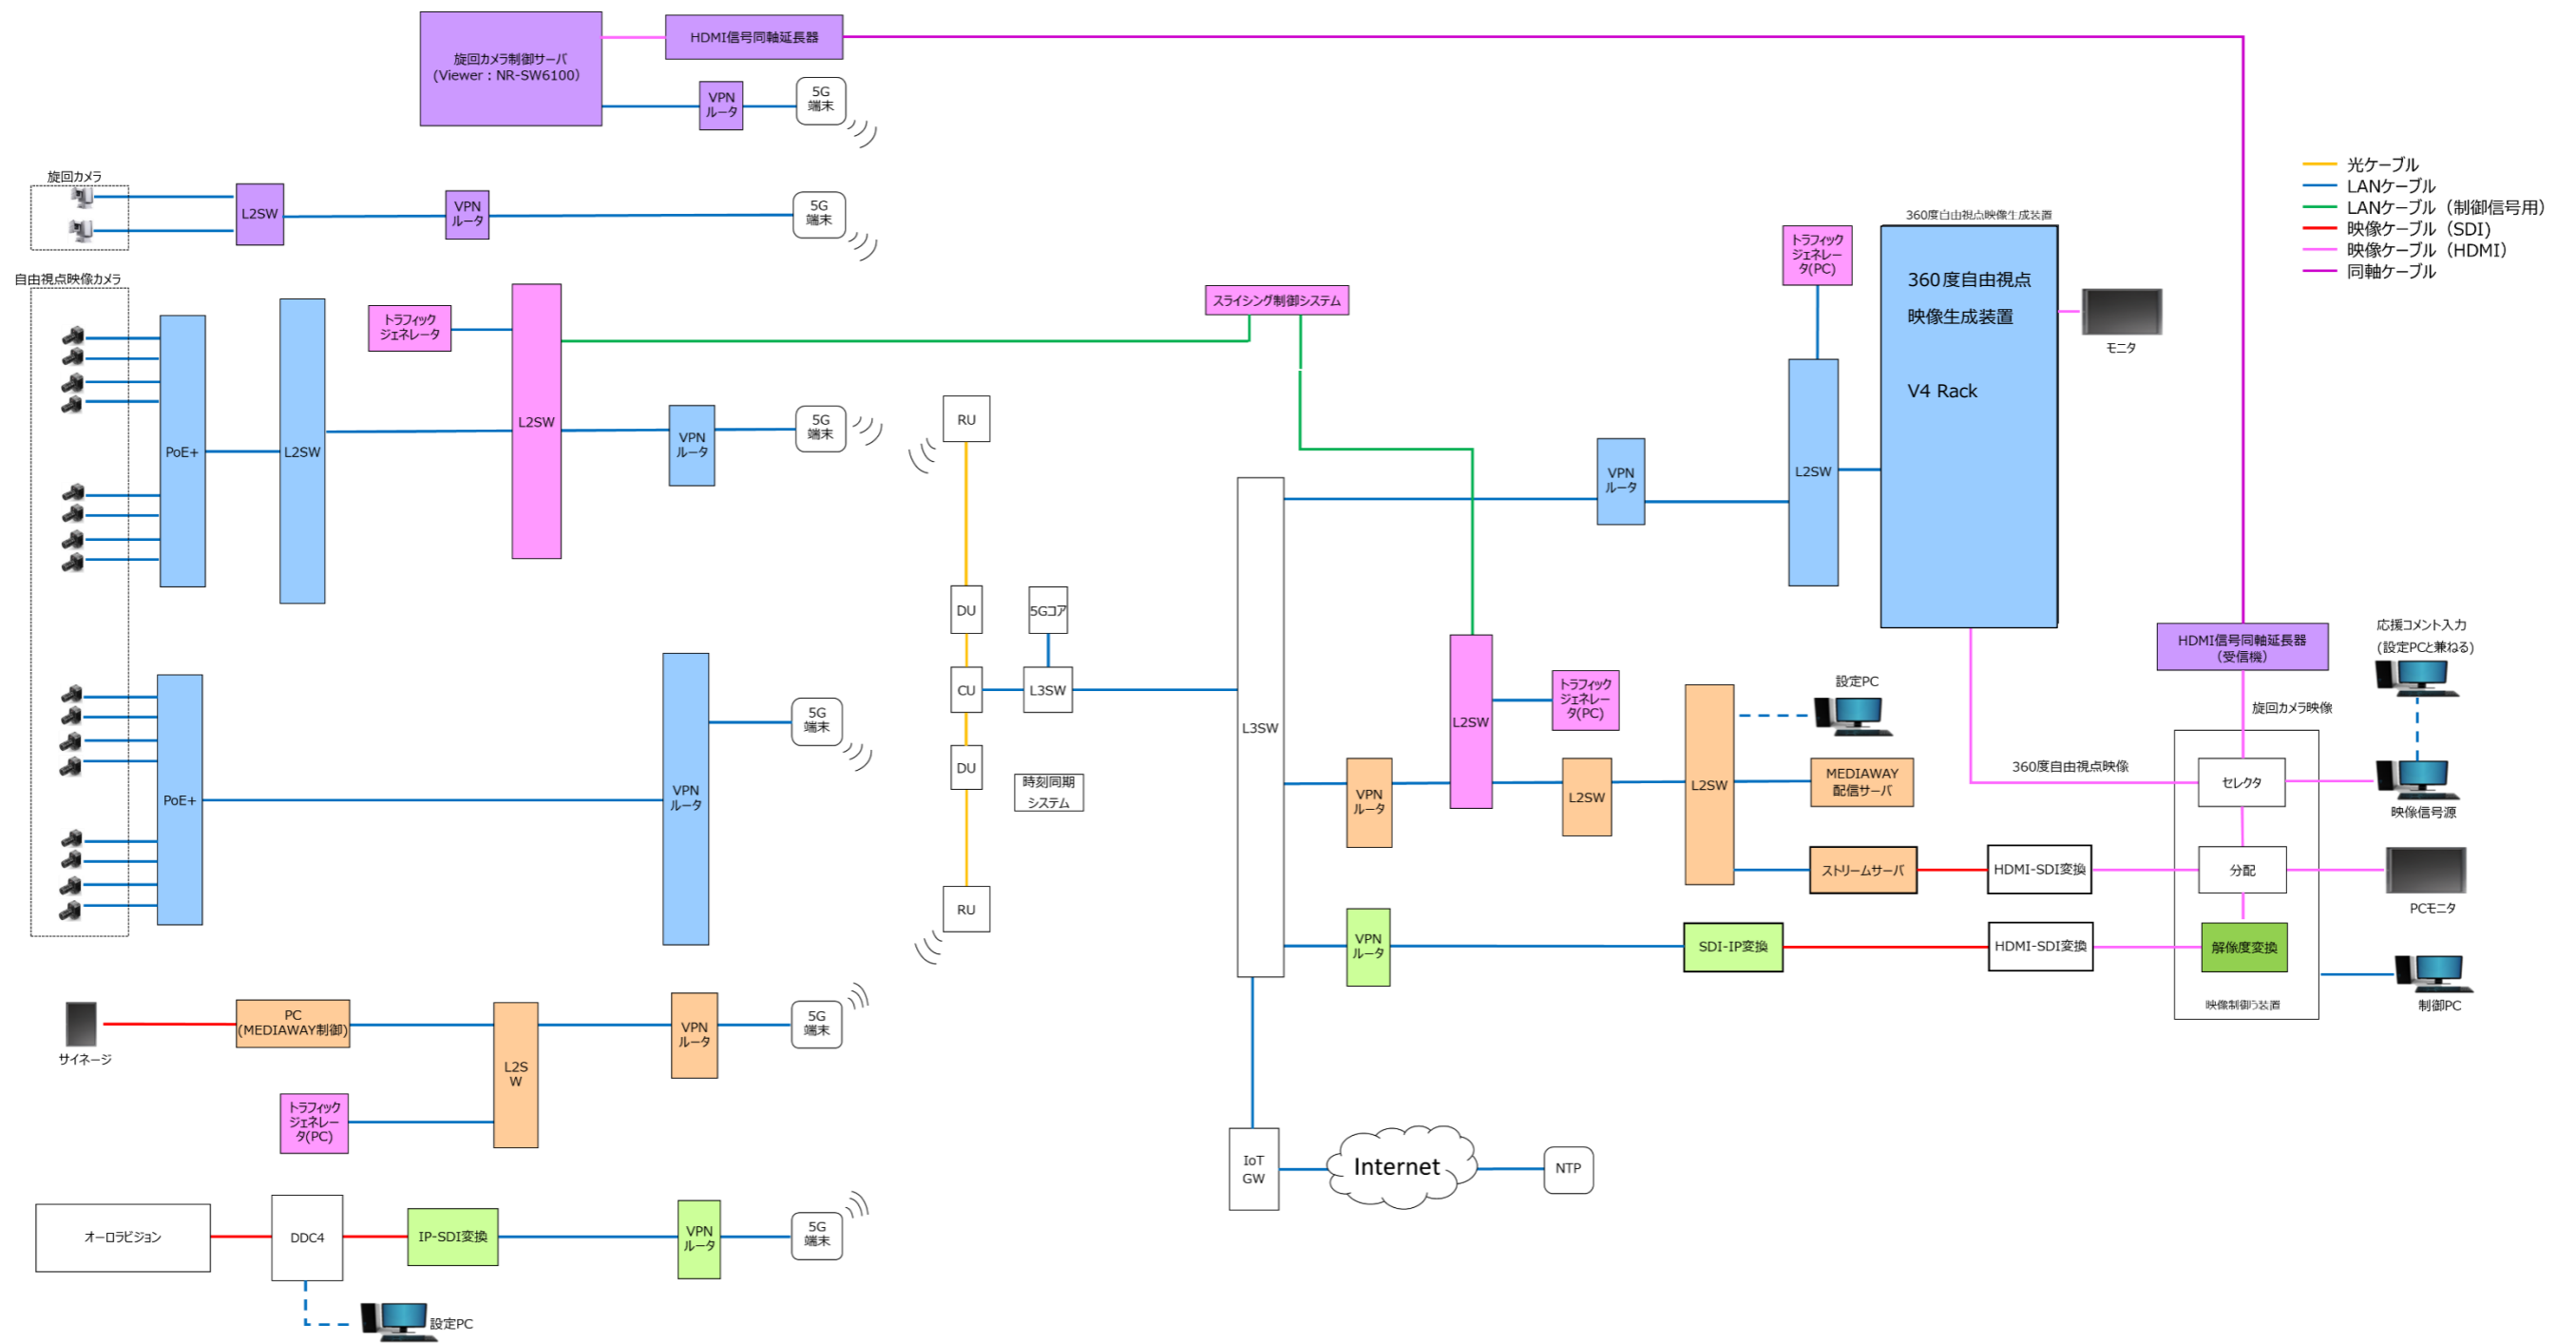 旋回カメラ制御サーバ
(Viewer：NR-SW6100)
HDMI信号同軸延長器
VPN
ルータ
5G
端末
旋回カメラ
L2SW
VPN
ルータ
5G
端末
光ケーブル
LANケーブル
LANケーブル（制御信号用）
映像ケーブル（SDI)
映像ケーブル（HDMI）
同軸ケーブル
自由視点映像カメラ
PoE+
L2SW
トラフィック
ジェネレータ
L2SW
VPN
ルータ
5G
端末
スライシング制御システム
RU
DU
CU
DU
RU
5Gコア
L3SW
時刻同期
システム
L3SW
VPN
ルータ
トラフィック
ジェネレー
タ(PC)
L2SW
360度自由視点映像生成装置
360度自由視点
映像生成装置
V4 Rack
モニタ
PoE+
VPN
ルータ
5G
端末
VPN
ルータ
L2SW
トラフィック
ジェネレー
タ(PC)
L2SW
L2SW
設定PC
MEDIAWAY
配信サーバ
ストリームサーバ
HDMI-SDI変換
VPN
ルータ
SDI-IP変換
HDMI-SDI変換
HDMI信号同軸延長器
（受信機）
旋回カメラ映像
360度自由視点映像
セレクタ
分配
解像度変換
映像制御う装置
応援コメント入力
(設定PCと兼ねる)
映像信号源
PCモニタ
制御PC
サイネージ
PC
(MEDIAWAY制御)
トラフィック
ジェネレー
タ(PC)
L2S
W
VPN
ルータ
5G
端末
IoT
GW
Internet
NTP
オーロラビジョン
DDC4
IP-SDI変換
VPN
ルータ
5G
端末
設定PC